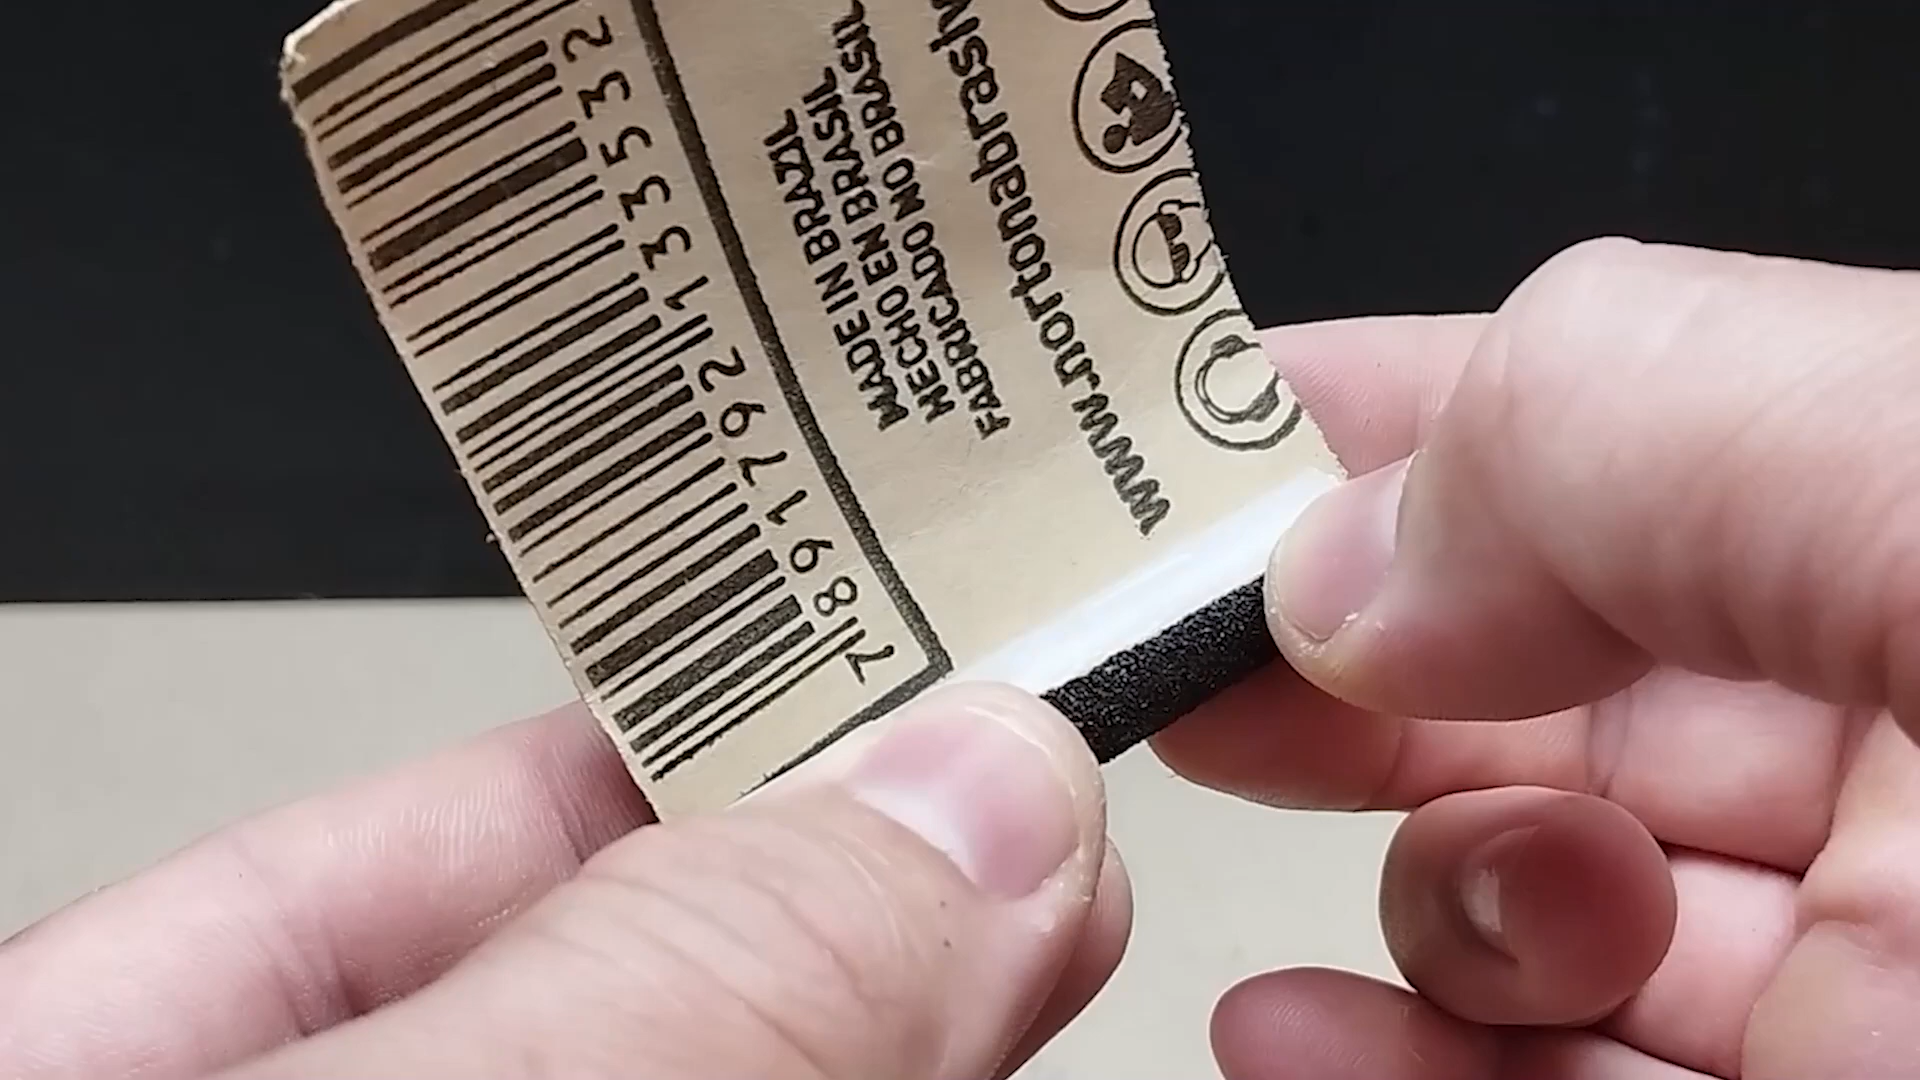 7891792133532
MADE IN BRAZIL
HECHO EN BRASIL
FABRICADO NO BRASIL
www.nortonabrasiv